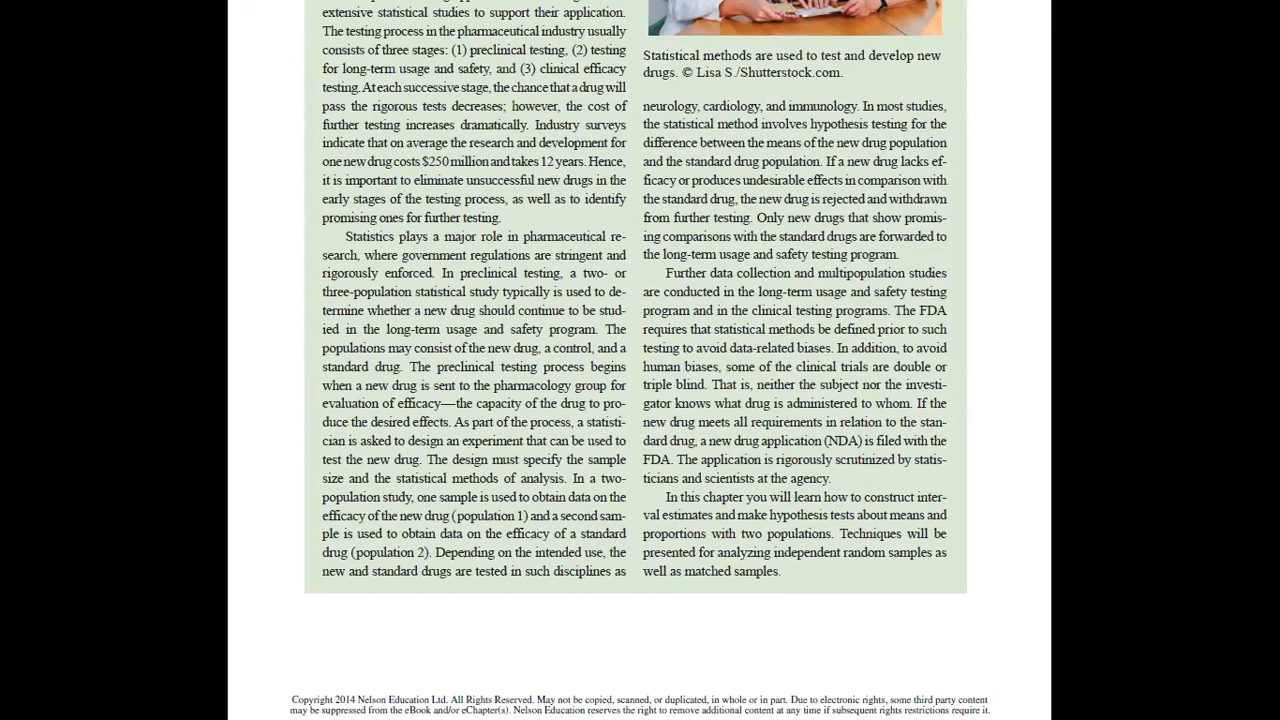 extensive statistical studies to support their application.
The testing process in the pharmaceutical industry usually
consists of three stages: (1) preclinical testing, (2) testing
for long-term usage and safety, and (3) clinical efficacy
testing. At each successive stage, the chance that a drug will
pass the rigorous tests decreases; however, the cost of
further testing increases dramatically. Industry surveys
indicate that on average the research and development for
one new drug costs $250 million and takes 12 years. Hence,
it is important to eliminate unsuccessful new drugs in the
early stages of the testing process, as well as to identify
promising ones for further testing.
Statistics plays a major role in pharmaceutical re-
search, where government regulations are stringent and
rigorously enforced. In preclinical testing, a two- or
three-population statistical study typically is used to de-
termine whether a new drug should continue to be stud-
ied in the long-term usage and safety program. The
populations may consist of the new drug, a control, and a
standard drug. The preclinical testing process begins
when a new drug is sent to the pharmacology group for
evaluation of efficacy—the capacity of the drug to pro-
duce the desired effects. As part of the process, a statisti-
cian is asked to design an experiment that can be used to
test the new drug. The design must specify the sample
size and the statistical methods of analysis. In a two-
population study, one sample is used to obtain data on the
efficacy of the new drug (population 1) and a second sam-
ple is used to obtain data on the efficacy of a standard
drug (population 2). Depending on the intended use, the
new and standard drugs are tested in such disciplines as
Statistical methods are used to test and develop new
drugs. © Lisa S./Shutterstock.com.
neurology, cardiology, and immunology. In most studies,
the statistical method involves hypothesis testing for the
difference between the means of the new drug population
and the standard drug population. If a new drug lacks ef-
ficacy or produces undesirable effects in comparison with
the standard drug, the new drug is rejected and withdrawn
from further testing. Only new drugs that show promis-
ing comparisons with the standard drugs are forwarded to
the long-term usage and safety testing program.
Further data collection and multipopulation studies
are conducted in the long-term usage and safety testing
program and in the clinical testing programs. The FDA
requires that statistical methods be defined prior to such
testing to avoid data-related biases. In addition, to avoid
human biases, some of the clinical trials are double or
triple blind. That is, neither the subject nor the investi-
gator knows what drug is administered to whom. If the
new drug meets all requirements in relation to the stan-
dard drug, a new drug application (NDA) is filed with the
FDA. The application is rigorously scrutinized by statis-
ticians and scientists at the agency.
In this chapter you will learn how to construct inter-
val estimates and make hypothesis tests about means and
proportions with two populations. Techniques will be
presented for analyzing independent random samples as
well as matched samples.
Copyright 2014 Nelson Education Ltd. All Rights Reserved. May not be copied, scanned, or duplicated, in whole or in part. Due to electronic rights, some third party content
may be suppressed from the eBook and/or eChapter(s). Nelson Education reserves the right to remove additional content at any time if subsequent rights restrictions require it.